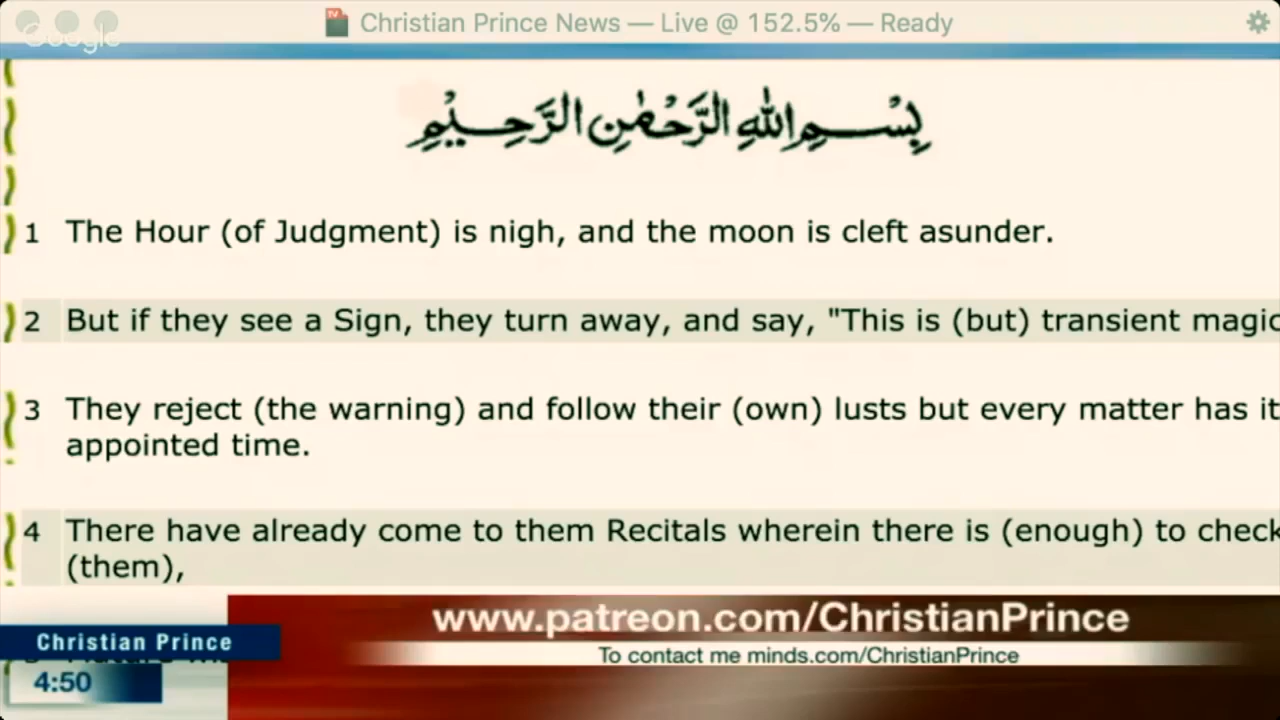 Christian Prince News — Live @ 152.5% — Ready
Google
بِسْمِ اللهِ الرَّحْمٰنِ الرَّحِيْمِ
1 The Hour (of Judgment) is nigh, and the moon is cleft asunder.
2 But if they see a Sign, they turn away, and say, "This is (but) transient magic
3 They reject (the warning) and follow their (own) lusts but every matter has it
appointed time.
4 There have already come to them Recitals wherein there is (enough) to check
(them),
www.patreon.com/ChristianPrince
Christian Prince
To contact me minds.com/ChristianPrince
4:50